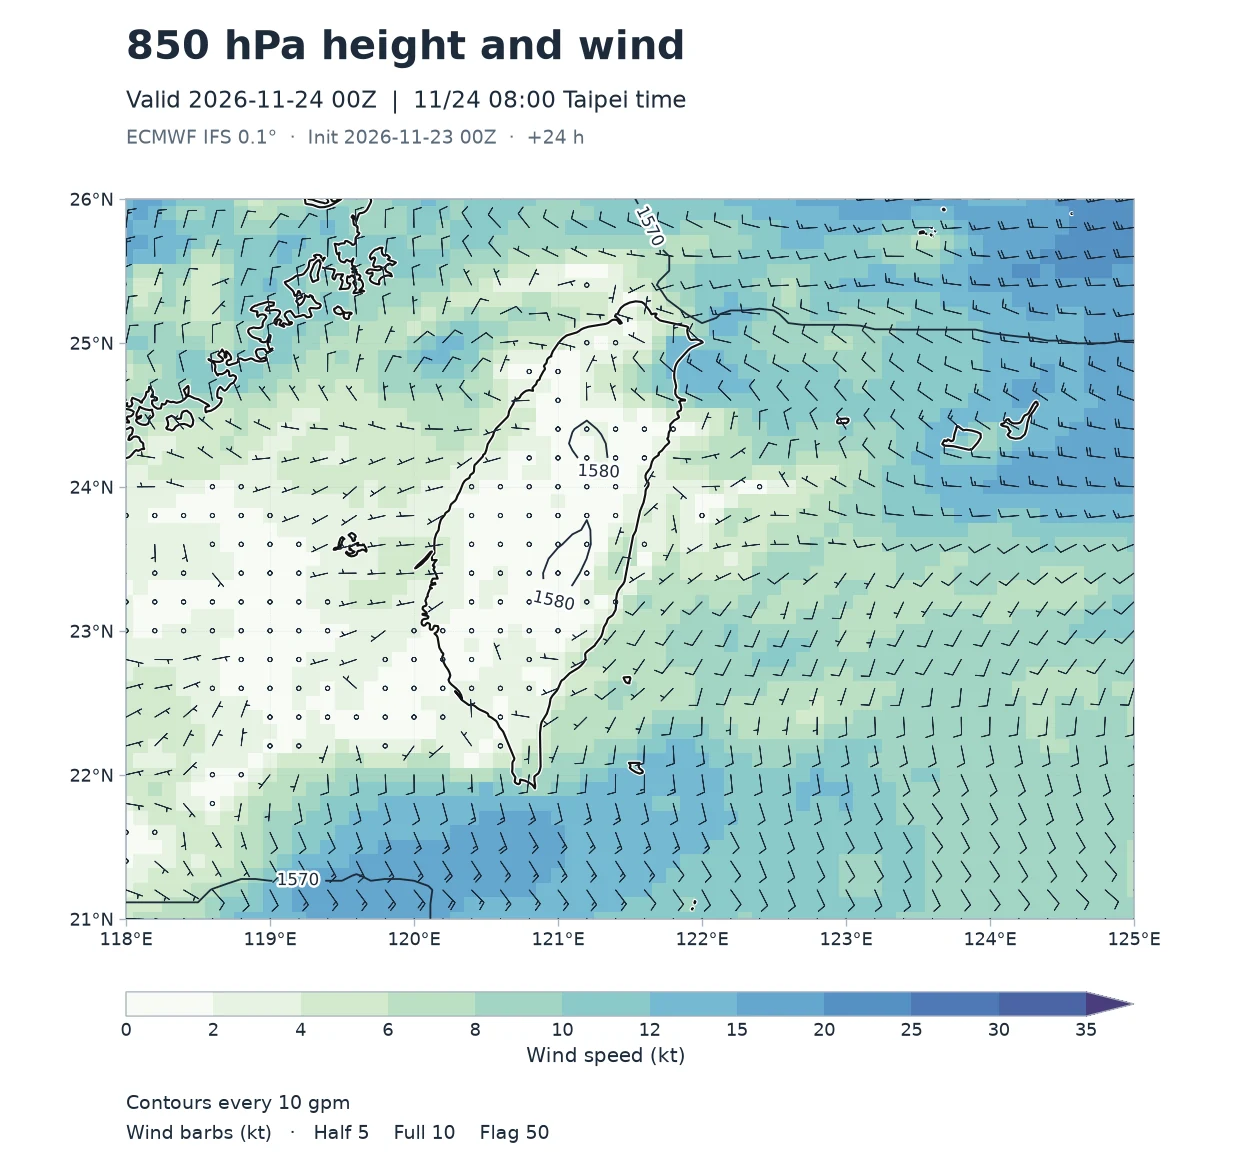 850 hPa height and wind
Valid 2026-11-24 00Z | 11/24 08:00 Taipei time
ECMWF IFS 0.1° · Init 2026-11-23 00Z · +24 h
26°N
1570
25°N
1580
24°N
1580
23°N
22°N
1570
21°N
118°E 119°E 120°E 121°E 122°E 123°E 124°E 125°E
0 2 4 6 8 10 12 15 20 25 30 35
Wind speed (kt)
Contours every 10 gpm
Wind barbs (kt) · Half 5 Full 10 Flag 50